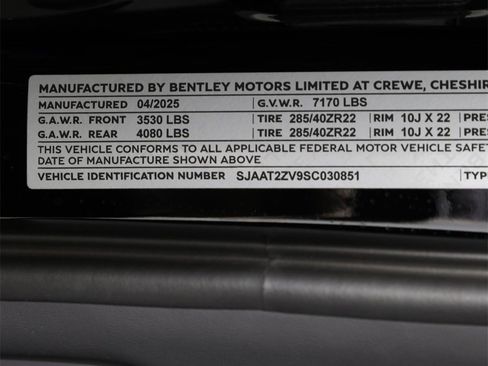 MANUFACTURED BY BENTLEY MOTORS LIMITED AT CREWE, CHESHIR
MANUFACTURED 04/2025 G.V.W.R. 7170 LBS
G.A.W.R. FRONT 3530 LBS TIRE 285/40ZR22 RIM 10J X 22 PRES
G.A.W.R. REAR 4080 LBS TIRE 285/40ZR22 RIM 10J X 22 PRES
THIS VEHICLE CONFORMS TO ALL APPLICABLE FEDERAL MOTOR VEHICLE SAFETY
DATE OF MANUFACTURE SHOWN ABOVE
VEHICLE IDENTIFICATION NUMBER SJAAT2ZV9SC030851 TYP